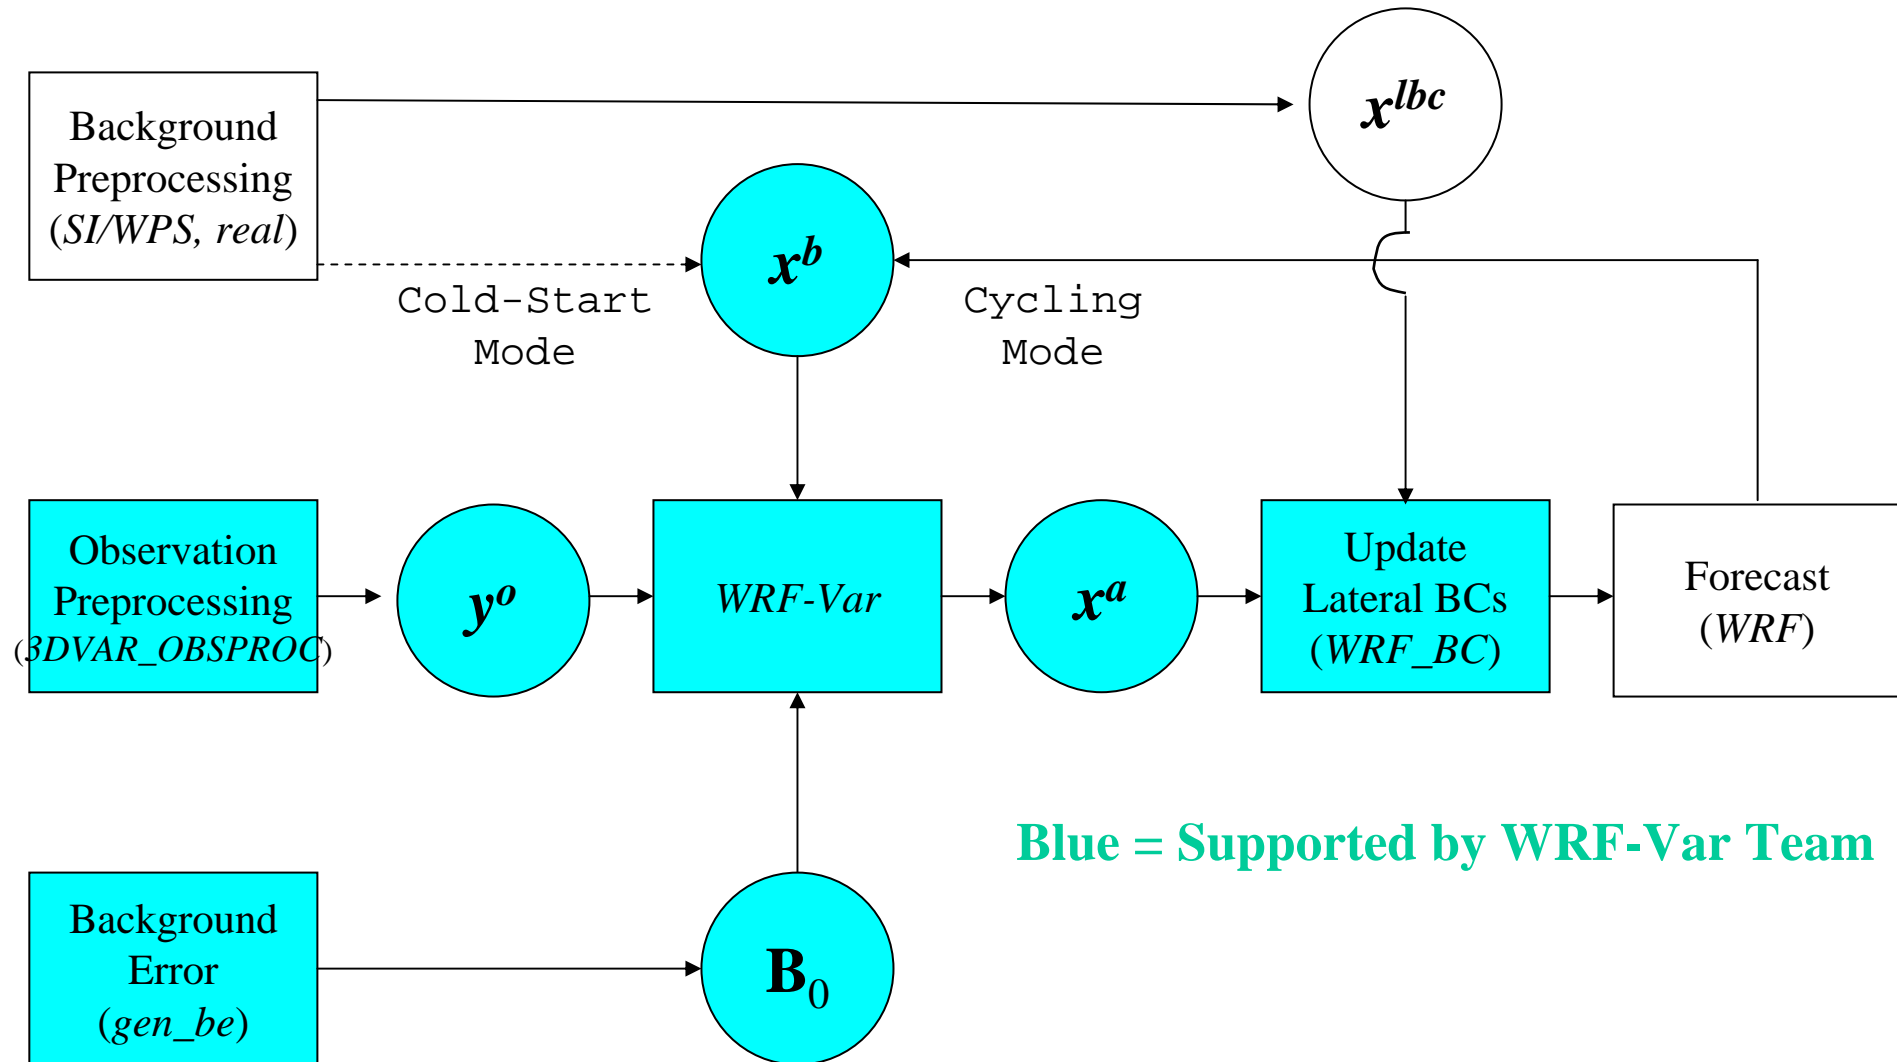 Background
Preprocessing
(SI/WPS, real)
x^lbc
x^b
Cold-Start
Mode
Cycling
Mode
Observation
Preprocessing
(3DVAR_OBSPROC)
y^o
WRF-Var
x^a
Update
Lateral BCs
(WRF_BC)
Forecast
(WRF)
Blue = Supported by WRF-Var Team
Background
Error
(gen_be)
B_0